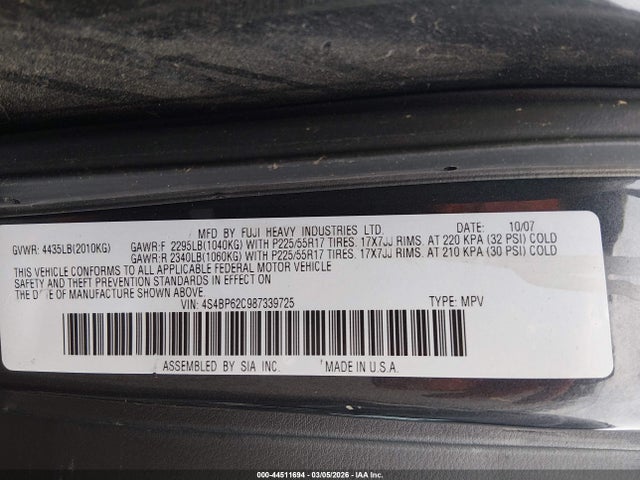 MFD BY FUJI HEAVY INDUSTRIES LTD. DATE: 10/07
GVWR: 4435LB(2010KG) GAWR:F 2295LB(1040KG) WITH P225/55R17 TIRES. 17X7JJ RIMS. AT 220 KPA (32 PSI) COLD
GAWR:R 2340LB(1060KG) WITH P225/55R17 TIRES. 17X7JJ RIMS. AT 210 KPA (30 PSI) COLD
THIS VEHICLE CONFORMS TO ALL APPLICABLE FEDERAL MOTOR VEHICLE
SAFETY AND THEFT PREVENTION STANDARDS IN EFFECT ON THE DATE
OF MANUFACTURE SHOWN ABOVE.
VIN: 4S4BP62C987339725 TYPE: MPV
ASSEMBLED BY SIA INC. MADE IN U.S.A.
000-44511694 | 03/05/2026 | IAA Inc.